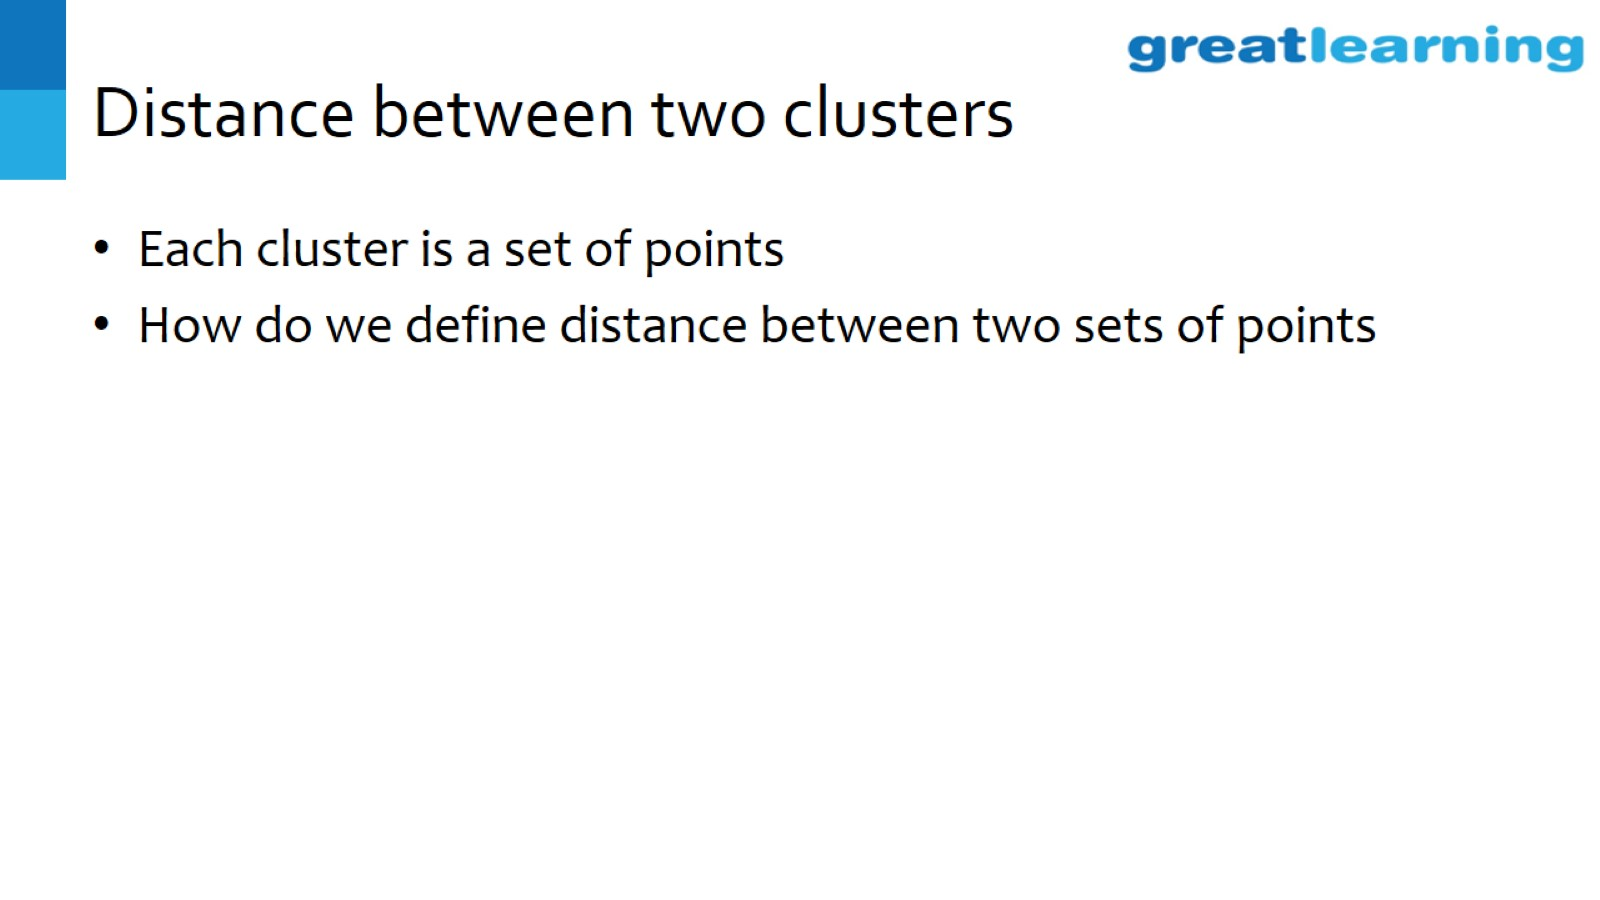 greatlearning
Distance between two clusters
• Each cluster is a set of points
• How do we define distance between two sets of points